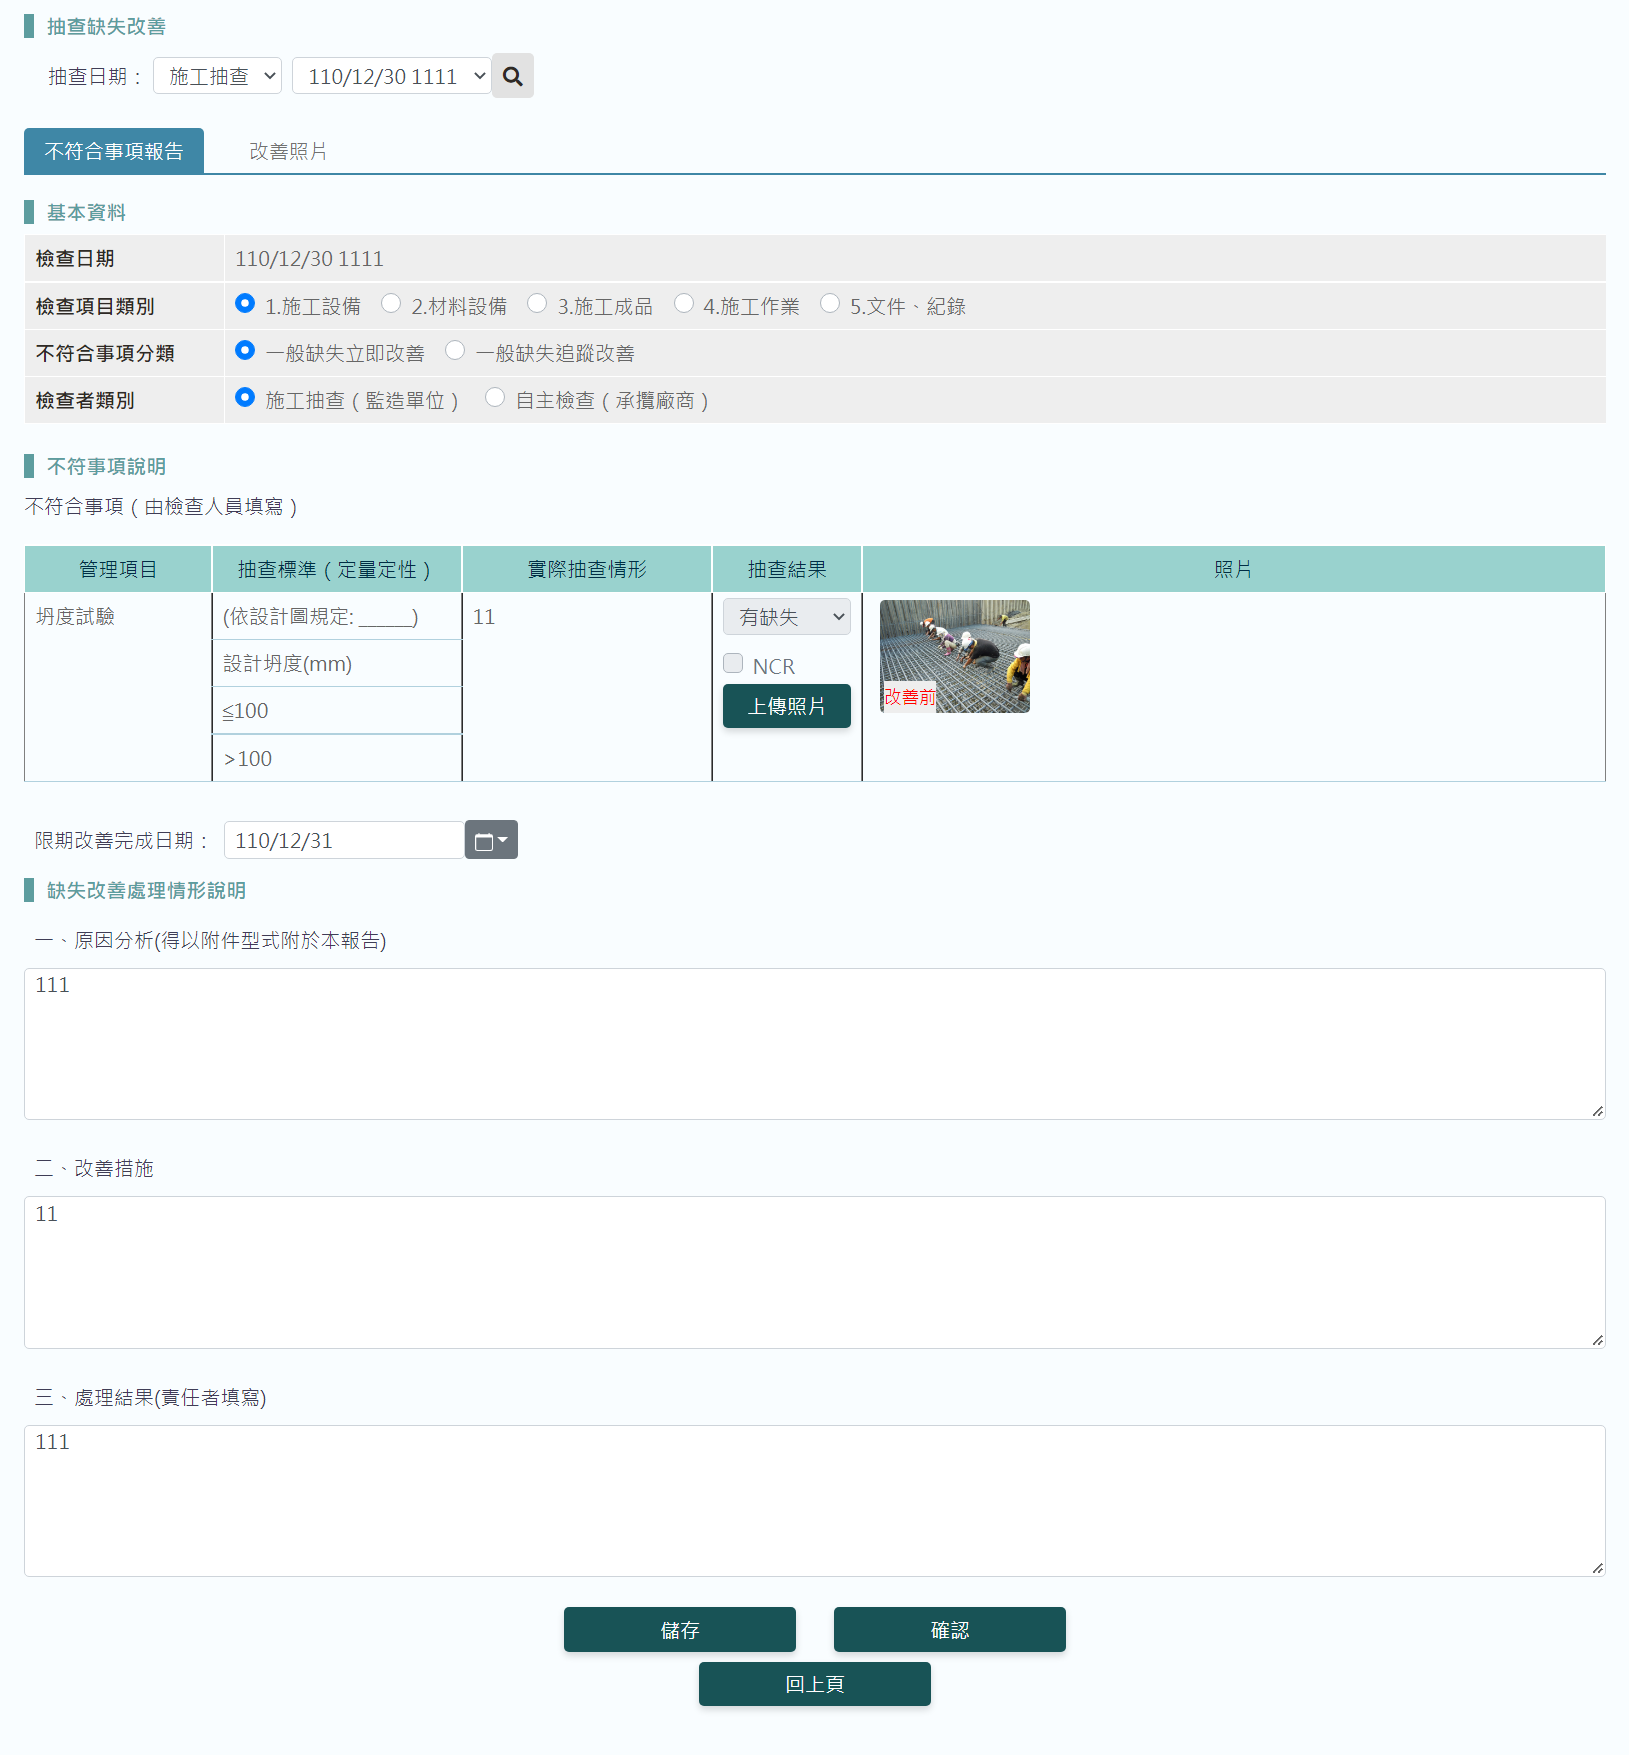 抽查缺失改善
抽查日期： 施工抽查 110/12/30 1111
不符合事項報告 改善照片
基本資料
檢查日期 110/12/30 1111
檢查項目類別 1.施工設備 2.材料設備 3.施工成品 4.施工作業 5.文件、紀錄
不符合事項分類 一般缺失立即改善 一般缺失追蹤改善
檢查者類別 施工抽查（監造單位） 自主檢查（承攬廠商）
不符事項說明
不符合事項（由檢查人員填寫）
管理項目 抽查標準（定量定性） 實際抽查情形 抽查結果 照片
坍度試驗 (依設計圖規定: _____) 11 有缺失
設計坍度(mm) NCR
≦100 上傳照片 改善前
>100
限期改善完成日期： 110/12/31
缺失改善處理情形說明
一、原因分析(得以附件型式附於本報告)
111
二、改善措施
11
三、處理結果(責任者填寫)
111
儲存 確認
回上頁